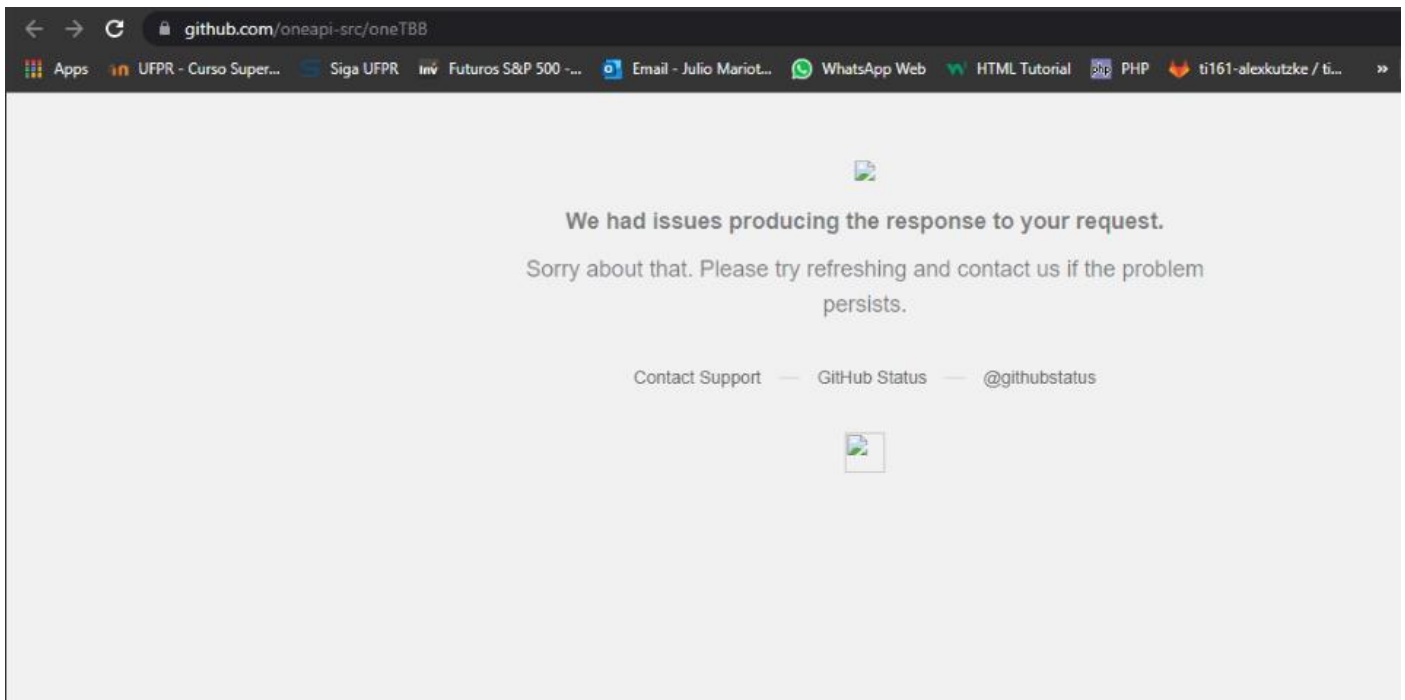 github.com/oneapi-src/oneTBB
Apps UFPR - Curso Super... Siga UFPR Inv Futuros S&P 500 -... Email - Julio Mariot... WhatsApp Web HTML Tutorial php PHP ti161-alexkutzke / ti... »
We had issues producing the response to your request.
Sorry about that. Please try refreshing and contact us if the problem
persists.
Contact Support — GitHub Status — @githubstatus